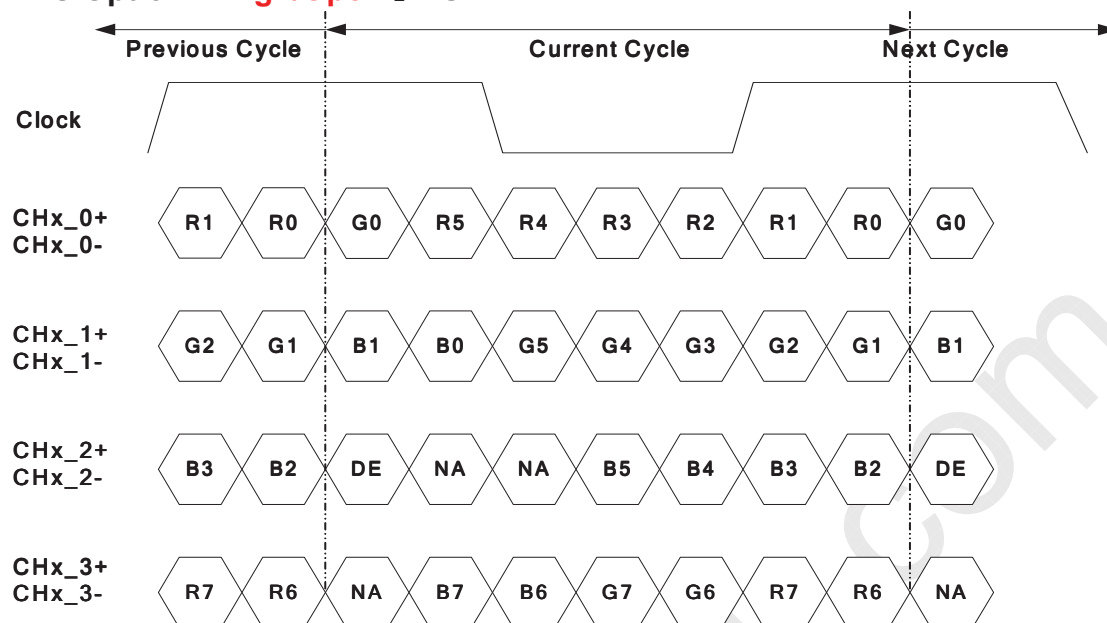 Previous Cycle Current Cycle Next Cycle
Clock
CHx_0+
CHx_0-
R1 R0 G0 R5 R4 R3 R2 R1 R0 G0
CHx_1+
CHx_1-
G2 G1 B1 B0 G5 G4 G3 G2 G1 B1
CHx_2+
CHx_2-
B3 B2 DE NA NA B5 B4 B3 B2 DE
CHx_3+
CHx_3-
R7 R6 NA B7 B6 G7 G6 R7 R6 NA
.com